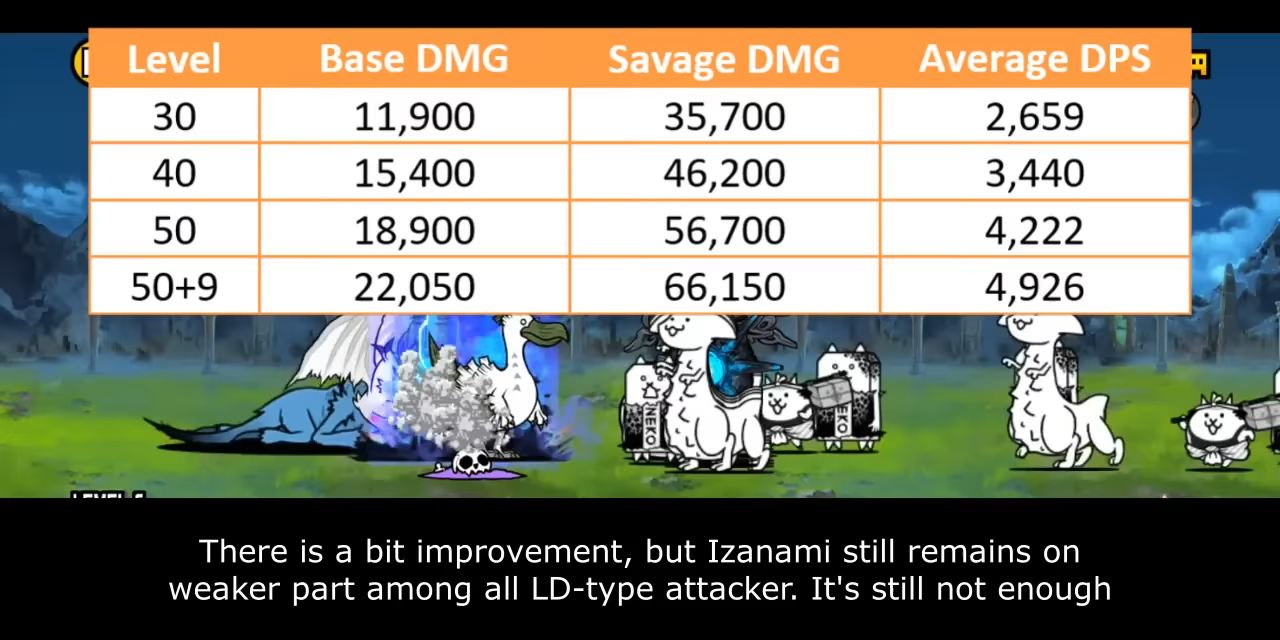 Level Base DMG Savage DMG Average DPS
30 11,900 35,700 2,659
40 15,400 46,200 3,440
50 18,900 56,700 4,222
50+9 22,050 66,150 4,926
NEKO
There is a bit improvement, but Izanami still remains on
weaker part among all LD-type attacker. It's still not enough